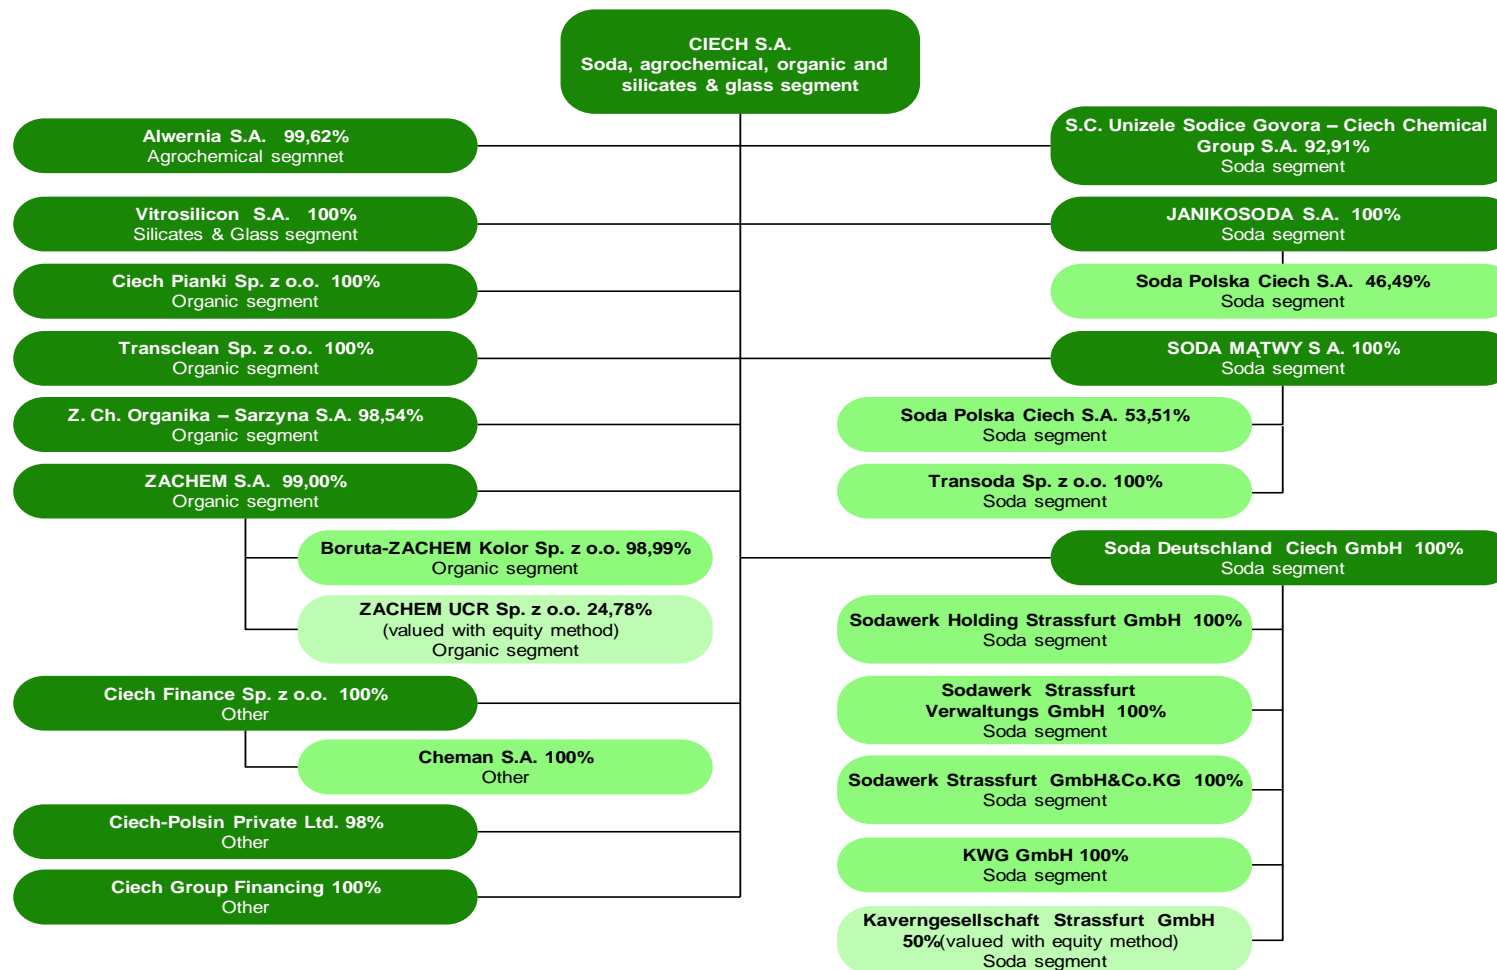 CIECH S.A.
Soda, agrochemical, organic and
silicates & glass segment
Alwernia S.A. 99,62%
Agrochemical segmnet
Vitrosilicon S.A. 100%
Silicates & Glass segment
Ciech Pianki Sp. z o.o. 100%
Organic segment
Transclean Sp. z o.o. 100%
Organic segment
Z. Ch. Organika – Sarzyna S.A. 98,54%
Organic segment
ZACHEM S.A. 99,00%
Organic segment
Boruta-ZACHEM Kolor Sp. z o.o. 98,99%
Organic segment
ZACHEM UCR Sp. z o.o. 24,78%
(valued with equity method)
Organic segment
Ciech Finance Sp. z o.o. 100%
Other
Cheman S.A. 100%
Other
Ciech-Polsin Private Ltd. 98%
Other
Ciech Group Financing 100%
Other
S.C. Unizele Sodice Govora – Ciech Chemical
Group S.A. 92,91%
Soda segment
JANIKOSODA S.A. 100%
Soda segment
Soda Polska Ciech S.A. 46,49%
Soda segment
SODA MĄTWY S A. 100%
Soda segment
Soda Polska Ciech S.A. 53,51%
Soda segment
Transoda Sp. z o.o. 100%
Soda segment
Soda Deutschland Ciech GmbH 100%
Soda segment
Sodawerk Holding Strassfurt GmbH 100%
Soda segment
Sodawerk Strassfurt
Verwaltungs GmbH 100%
Soda segment
Sodawerk Strassfurt GmbH&Co.KG 100%
Soda segment
KWG GmbH 100%
Soda segment
Kaverngesellschaft Strassfurt GmbH
50%(valued with equity method)
Soda segment